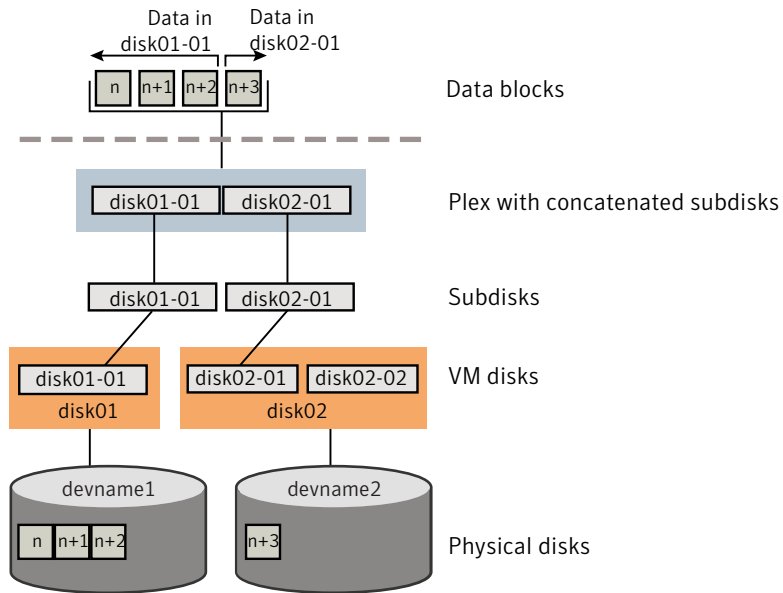 Data in
disk01-01
Data in
disk02-01
n n+1 n+2 n+3
Data blocks
disk01-01 disk02-01
Plex with concatenated subdisks
disk01-01 disk02-01
Subdisks
disk01-01
disk02-01 disk02-02
VM disks
disk01
disk02
devname1
devname2
n n+1 n+2
n+3
Physical disks